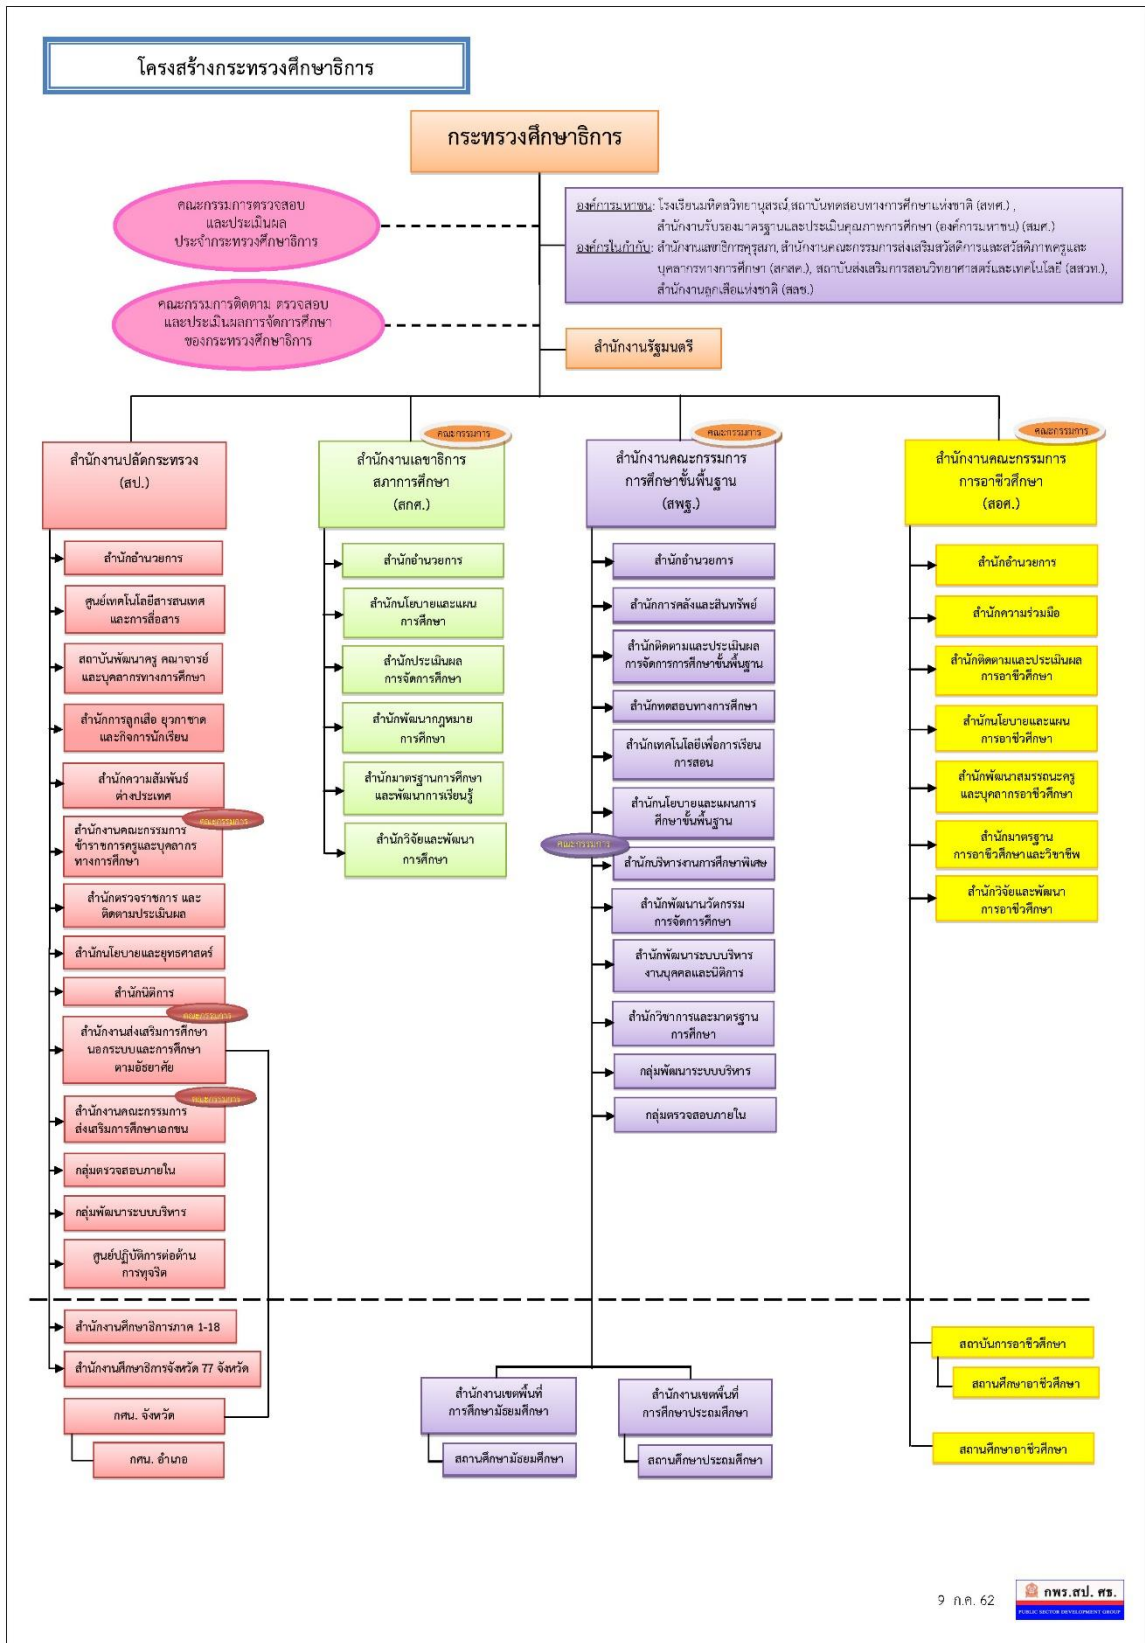 โครงสร้างกระทรวงศึกษาธิการ
กระทรวงศึกษาธิการ
คณะกรรมการตรวจสอบ
และประเมินผล
ประจำกระทรวงศึกษาธิการ
องค์การมหาชน: โรงเรียนมหิดลวิทยานุสรณ์,สถาบันทดสอบทางการศึกษาแห่งชาติ (สทศ.) ,
สำนักงานรับรองมาตรฐานและประเมินคุณภาพการศึกษา (องค์การมหาชน) (สมศ.)
องค์กรในกำกับ: สำนักงานเลขาธิการคุรุสภา, สำนักงานคณะกรรมการส่งเสริมสวัสดิการและสวัสดิภาพครูและ
บุคลากรทางการศึกษา (สกสค.), สถาบันส่งเสริมการสอนวิทยาศาสตร์และเทคโนโลยี (สสวท.),
สำนักงานลูกเสือแห่งชาติ (สลช.)
คณะกรรมการติดตาม ตรวจสอบ
และประเมินผลการจัดการศึกษา
ของกระทรวงศึกษาธิการ
สำนักงานรัฐมนตรี
สำนักงานปลัดกระทรวง
(สป.)
สำนักอำนวยการ
ศูนย์เทคโนโลยีสารสนเทศ
และการสื่อสาร
สถาบันพัฒนาครู คณาจารย์
และบุคลากรทางการศึกษา
สำนักการลูกเสือ ยุวกาชาด
และกิจการนักเรียน
สำนักความสัมพันธ์
ต่างประเทศ
คณะกรรมการ
สำนักงานคณะกรรมการ
ข้าราชการครูและบุคลากร
ทางการศึกษา
สำนักตรวจราชการ และ
ติดตามประเมินผล
สำนักนโยบายและยุทธศาสตร์
สำนักนิติการ
คณะกรรมการ
สำนักงานส่งเสริมการศึกษา
นอกระบบและการศึกษา
ตามอัธยาศัย
คณะกรรมการ
สำนักงานคณะกรรมการ
ส่งเสริมการศึกษาเอกชน
กลุ่มตรวจสอบภายใน
กลุ่มพัฒนาระบบบริหาร
ศูนย์ปฏิบัติการต่อต้าน
การทุจริต
สำนักงานศึกษาธิการภาค 1-18
สำนักงานศึกษาธิการจังหวัด 77 จังหวัด
กศน. จังหวัด
กศน. อำเภอ
คณะกรรมการ
สำนักงานเลขาธิการ
สภาการศึกษา
(สกศ.)
สำนักอำนวยการ
สำนักนโยบายและแผน
การศึกษา
สำนักประเมินผล
การจัดการศึกษา
สำนักพัฒนากฎหมาย
การศึกษา
สำนักมาตรฐานการศึกษา
และพัฒนาการเรียนรู้
สำนักวิจัยและพัฒนา
การศึกษา
คณะกรรมการ
สำนักงานคณะกรรมการ
การศึกษาขั้นพื้นฐาน
(สพฐ.)
สำนักอำนวยการ
สำนักการคลังและสินทรัพย์
สำนักติดตามและประเมินผล
การจัดการการศึกษาขั้นพื้นฐาน
สำนักทดสอบทางการศึกษา
สำนักเทคโนโลยีเพื่อการเรียน
การสอน
สำนักนโยบายและแผนการ
ศึกษาขั้นพื้นฐาน
คณะกรรมการ
สำนักบริหารงานการศึกษาพิเศษ
สำนักพัฒนานวัตกรรม
การจัดการศึกษา
สำนักพัฒนาระบบบริหาร
งานบุคคลและนิติการ
สำนักวิชาการและมาตรฐาน
การศึกษา
กลุ่มพัฒนาระบบบริหาร
กลุ่มตรวจสอบภายใน
สำนักงานเขตพื้นที่
การศึกษามัธยมศึกษา
สถานศึกษามัธยมศึกษา
สำนักงานเขตพื้นที่
การศึกษาประถมศึกษา
สถานศึกษาประถมศึกษา
คณะกรรมการ
สำนักงานคณะกรรมการ
การอาชีวศึกษา
(สอศ.)
สำนักอำนวยการ
สำนักความร่วมมือ
สำนักติดตามและประเมินผล
การอาชีวศึกษา
สำนักนโยบายและแผน
การอาชีวศึกษา
สำนักพัฒนาสมรรถนะครู
และบุคลากรอาชีวศึกษา
สำนักมาตรฐาน
การอาชีวศึกษาและวิชาชีพ
สำนักวิจัยและพัฒนา
การอาชีวศึกษา
สถาบันการอาชีวศึกษา
สถานศึกษาอาชีวศึกษา
สถานศึกษาอาชีวศึกษา
9 ก.ค. 62
กพร.สป. ศธ.
PUBLIC SECTOR DEVELOPMENT GROUP